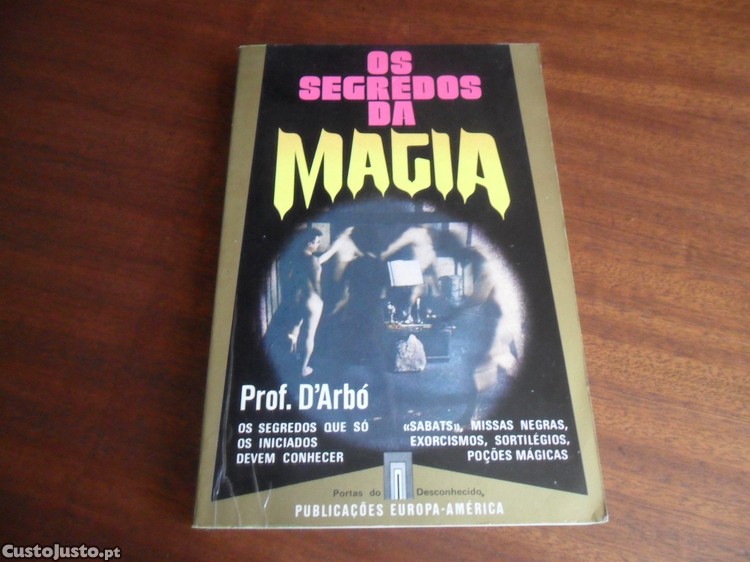 OS
SEGREDOS
DA
MAGIA
Prof. D'Arbó
OS SEGREDOS QUE SÓ
OS INICIADOS
DEVEM CONHECER
«SABATS», MISSAS NEGRAS,
EXORCISMOS, SORTILÉGIOS,
POÇÕES MÁGICAS
Portas do Desconhecido
PUBLICAÇÕES EUROPA-AMÉRICA
CustoJusto.pt